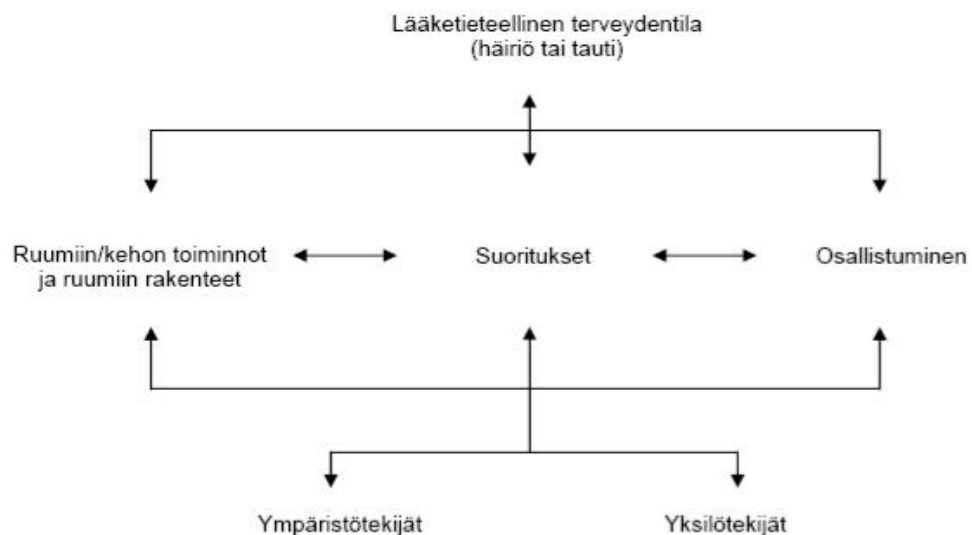 Lääketieteellinen terveydentila
(häiriö tai tauti)
Ruumiin/kehon toiminnot
ja ruumiin rakenteet
Suoritukset
Osallistuminen
Ympäristötekijät
Yksilötekijät